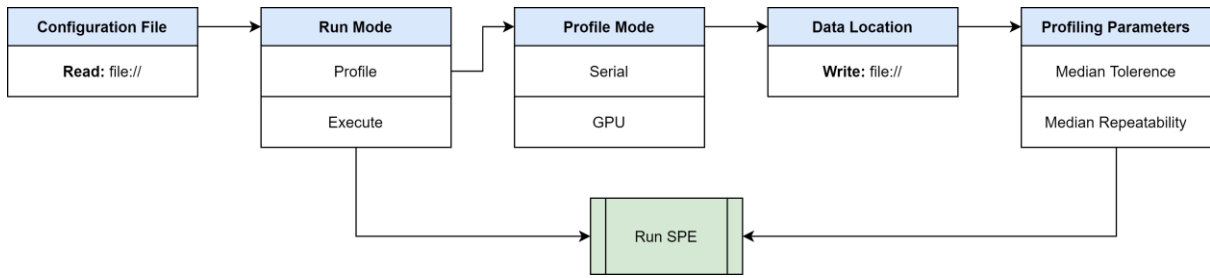 Configuration File
Read: file://
Run Mode
Profile
Execute
Profile Mode
Serial
GPU
Data Location
Write: file://
Profiling Parameters
Median Tolerence
Median Repeatability
Run SPE